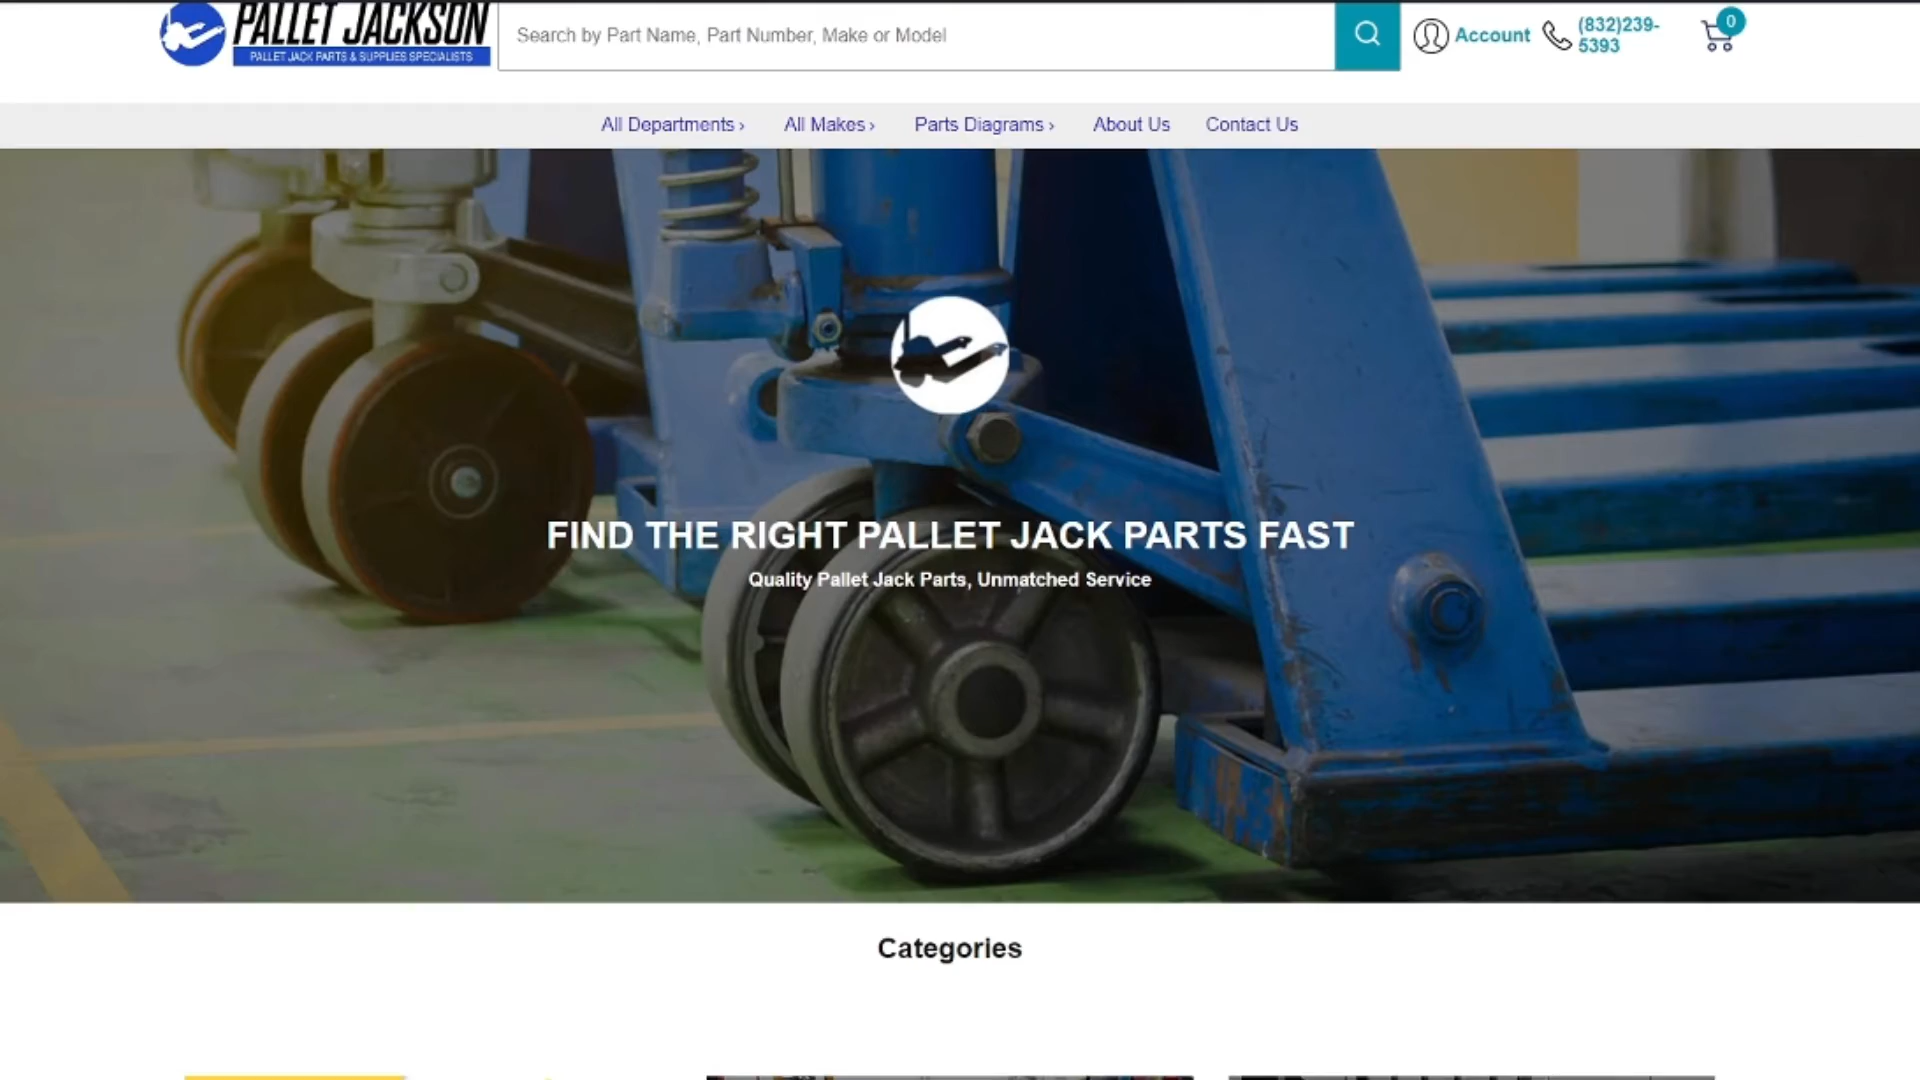 PALLET JACKSON
PALLET JACK PARTS & SUPPLIES SPECIALISTS
Search by Part Name, Part Number, Make or Model
Account
(832)239-
5393
0
All Departments ›
All Makes ›
Parts Diagrams ›
About Us
Contact Us
FIND THE RIGHT PALLET JACK PARTS FAST
Quality Pallet Jack Parts, Unmatched Service
Categories